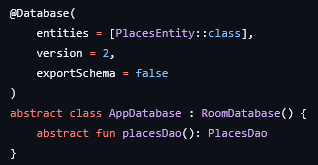 @Database(
    entities = [PlacesEntity::class],
    version = 2,
    exportSchema = false
)
abstract class AppDatabase : RoomDatabase() {
    abstract fun placesDao(): PlacesDao
}